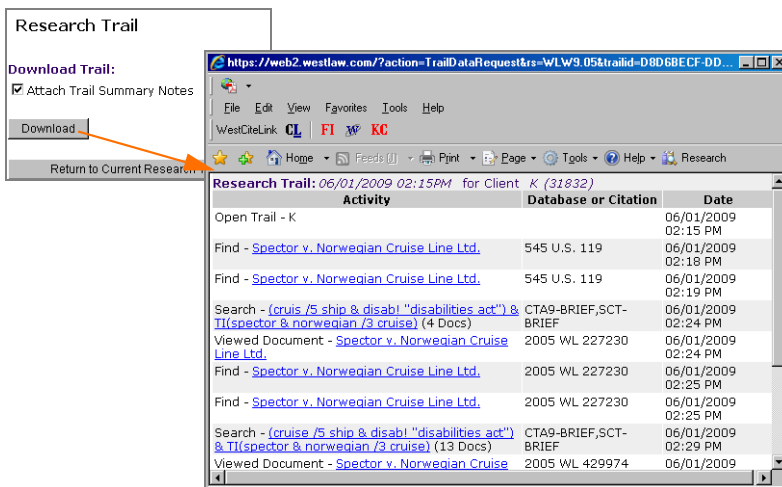 Research Trail
Download Trail:
Attach Trail Summary Notes
Download
Return to Current Research
https://web2.westlaw.com/?action=TrailDataRequest&rs=WLW9.05&trailid=D8D6BECF-DD...
File Edit View Favorites Tools Help
WestCiteLink CL FI W KC
Home Feeds (J) Print Page Tools Help Research
Research Trail: 06/01/2009 02:15PM for Client K (31832)
Activity Database or Citation Date
Open Trail - K 06/01/2009
02:15 PM
Find - Spector v. Norwegian Cruise Line Ltd. 545 U.S. 119 06/01/2009
02:18 PM
Find - Spector v. Norwegian Cruise Line Ltd. 545 U.S. 119 06/01/2009
02:19 PM
Search - (cruis /5 ship & disab! "disabilities act") & CTA9-BRIEF,SCT- 06/01/2009
TI(spector & norwegian /3 cruise) (4 Docs) BRIEF 02:24 PM
Viewed Document - Spector v. Norwegian Cruise 2005 WL 227230 06/01/2009
Line Ltd. 02:24 PM
Find - Spector v. Norwegian Cruise Line Ltd. 2005 WL 227230 06/01/2009
02:25 PM
Find - Spector v. Norwegian Cruise Line Ltd. 2005 WL 227230 06/01/2009
02:25 PM
Search - (cruise /5 ship & disab! "disabilities act") CTA9-BRIEF,SCT- 06/01/2009
& TI(spector & norwegian /3 cruise) (13 Docs) BRIEF 02:29 PM
Viewed Document - Spector v. Norwegian Cruise 2005 WL 429974 06/01/2009